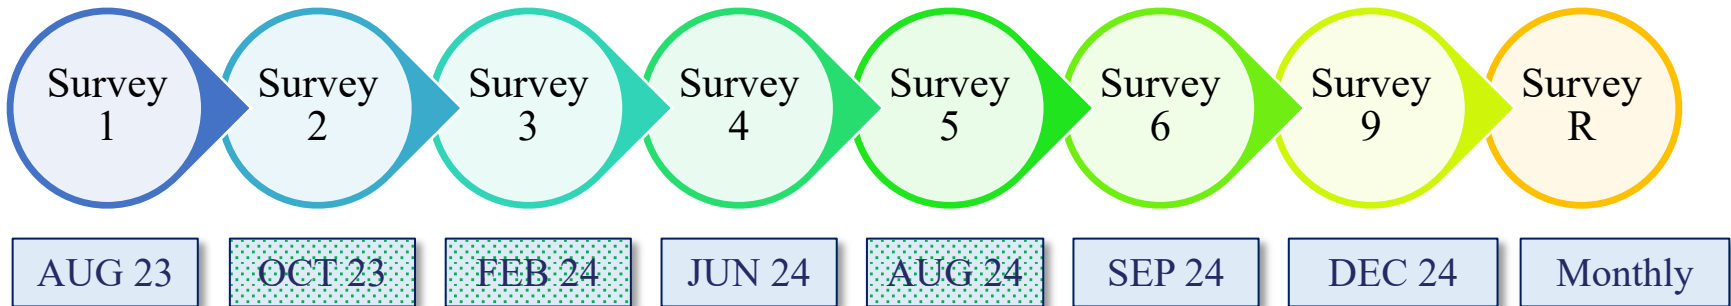 Survey
1
Survey
2
Survey
3
Survey
4
Survey
5
Survey
6
Survey
9
Survey
R
AUG 23
OCT 23
FEB 24
JUN 24
AUG 24
SEP 24
DEC 24
Monthly